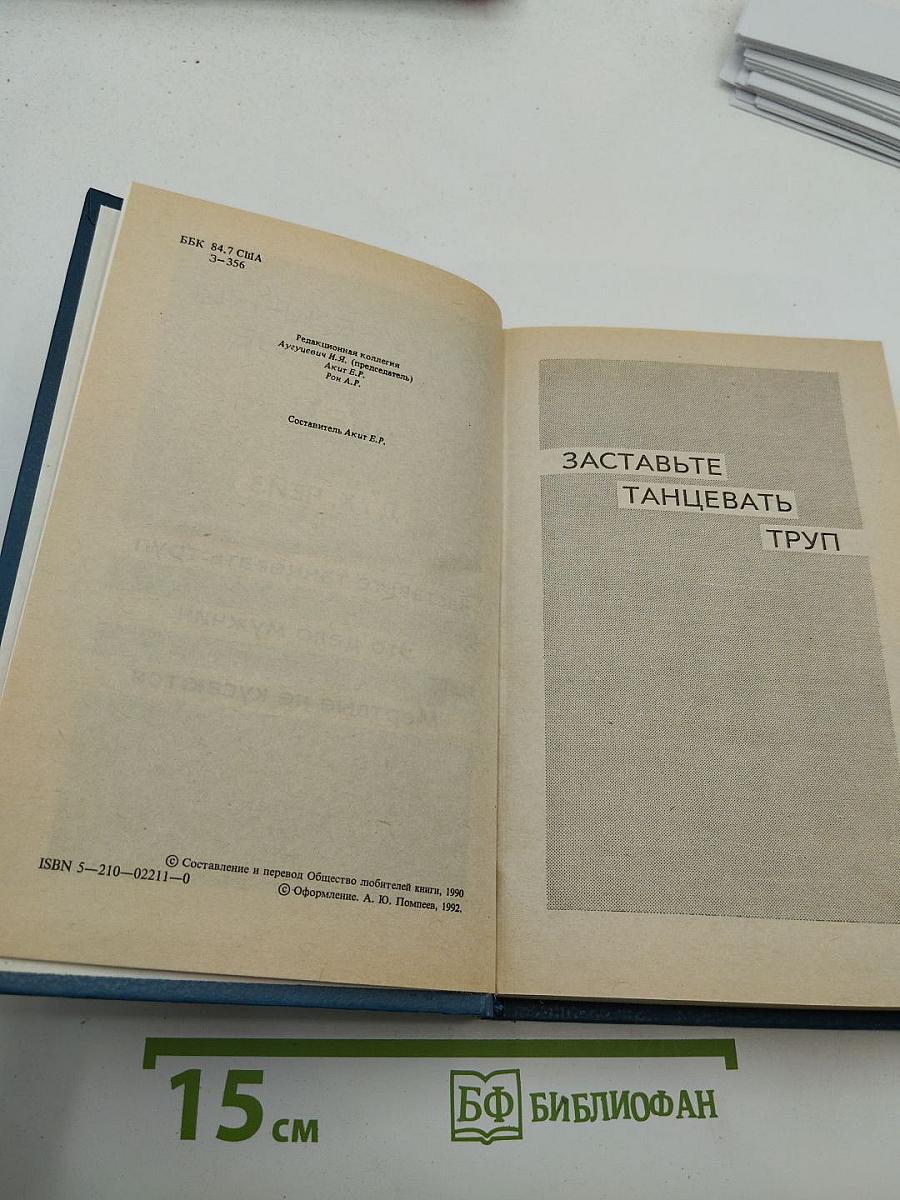 ББК 84.7 США
З—356
Редакционная коллегия
Аугуцевич И.Я. (председатель)
Акит Е.Р.
Рон А.Р.
Составитель Акит Е.Р.
© Составление и перевод Общество любителей книги, 1990
ISBN 5—210—02211—0
© Оформление. А. Ю. Помпеев, 1992.
ЗАСТАВЬТЕ
ТАНЦЕВАТЬ
ТРУП
15 см
БФ БИБЛИОФАН